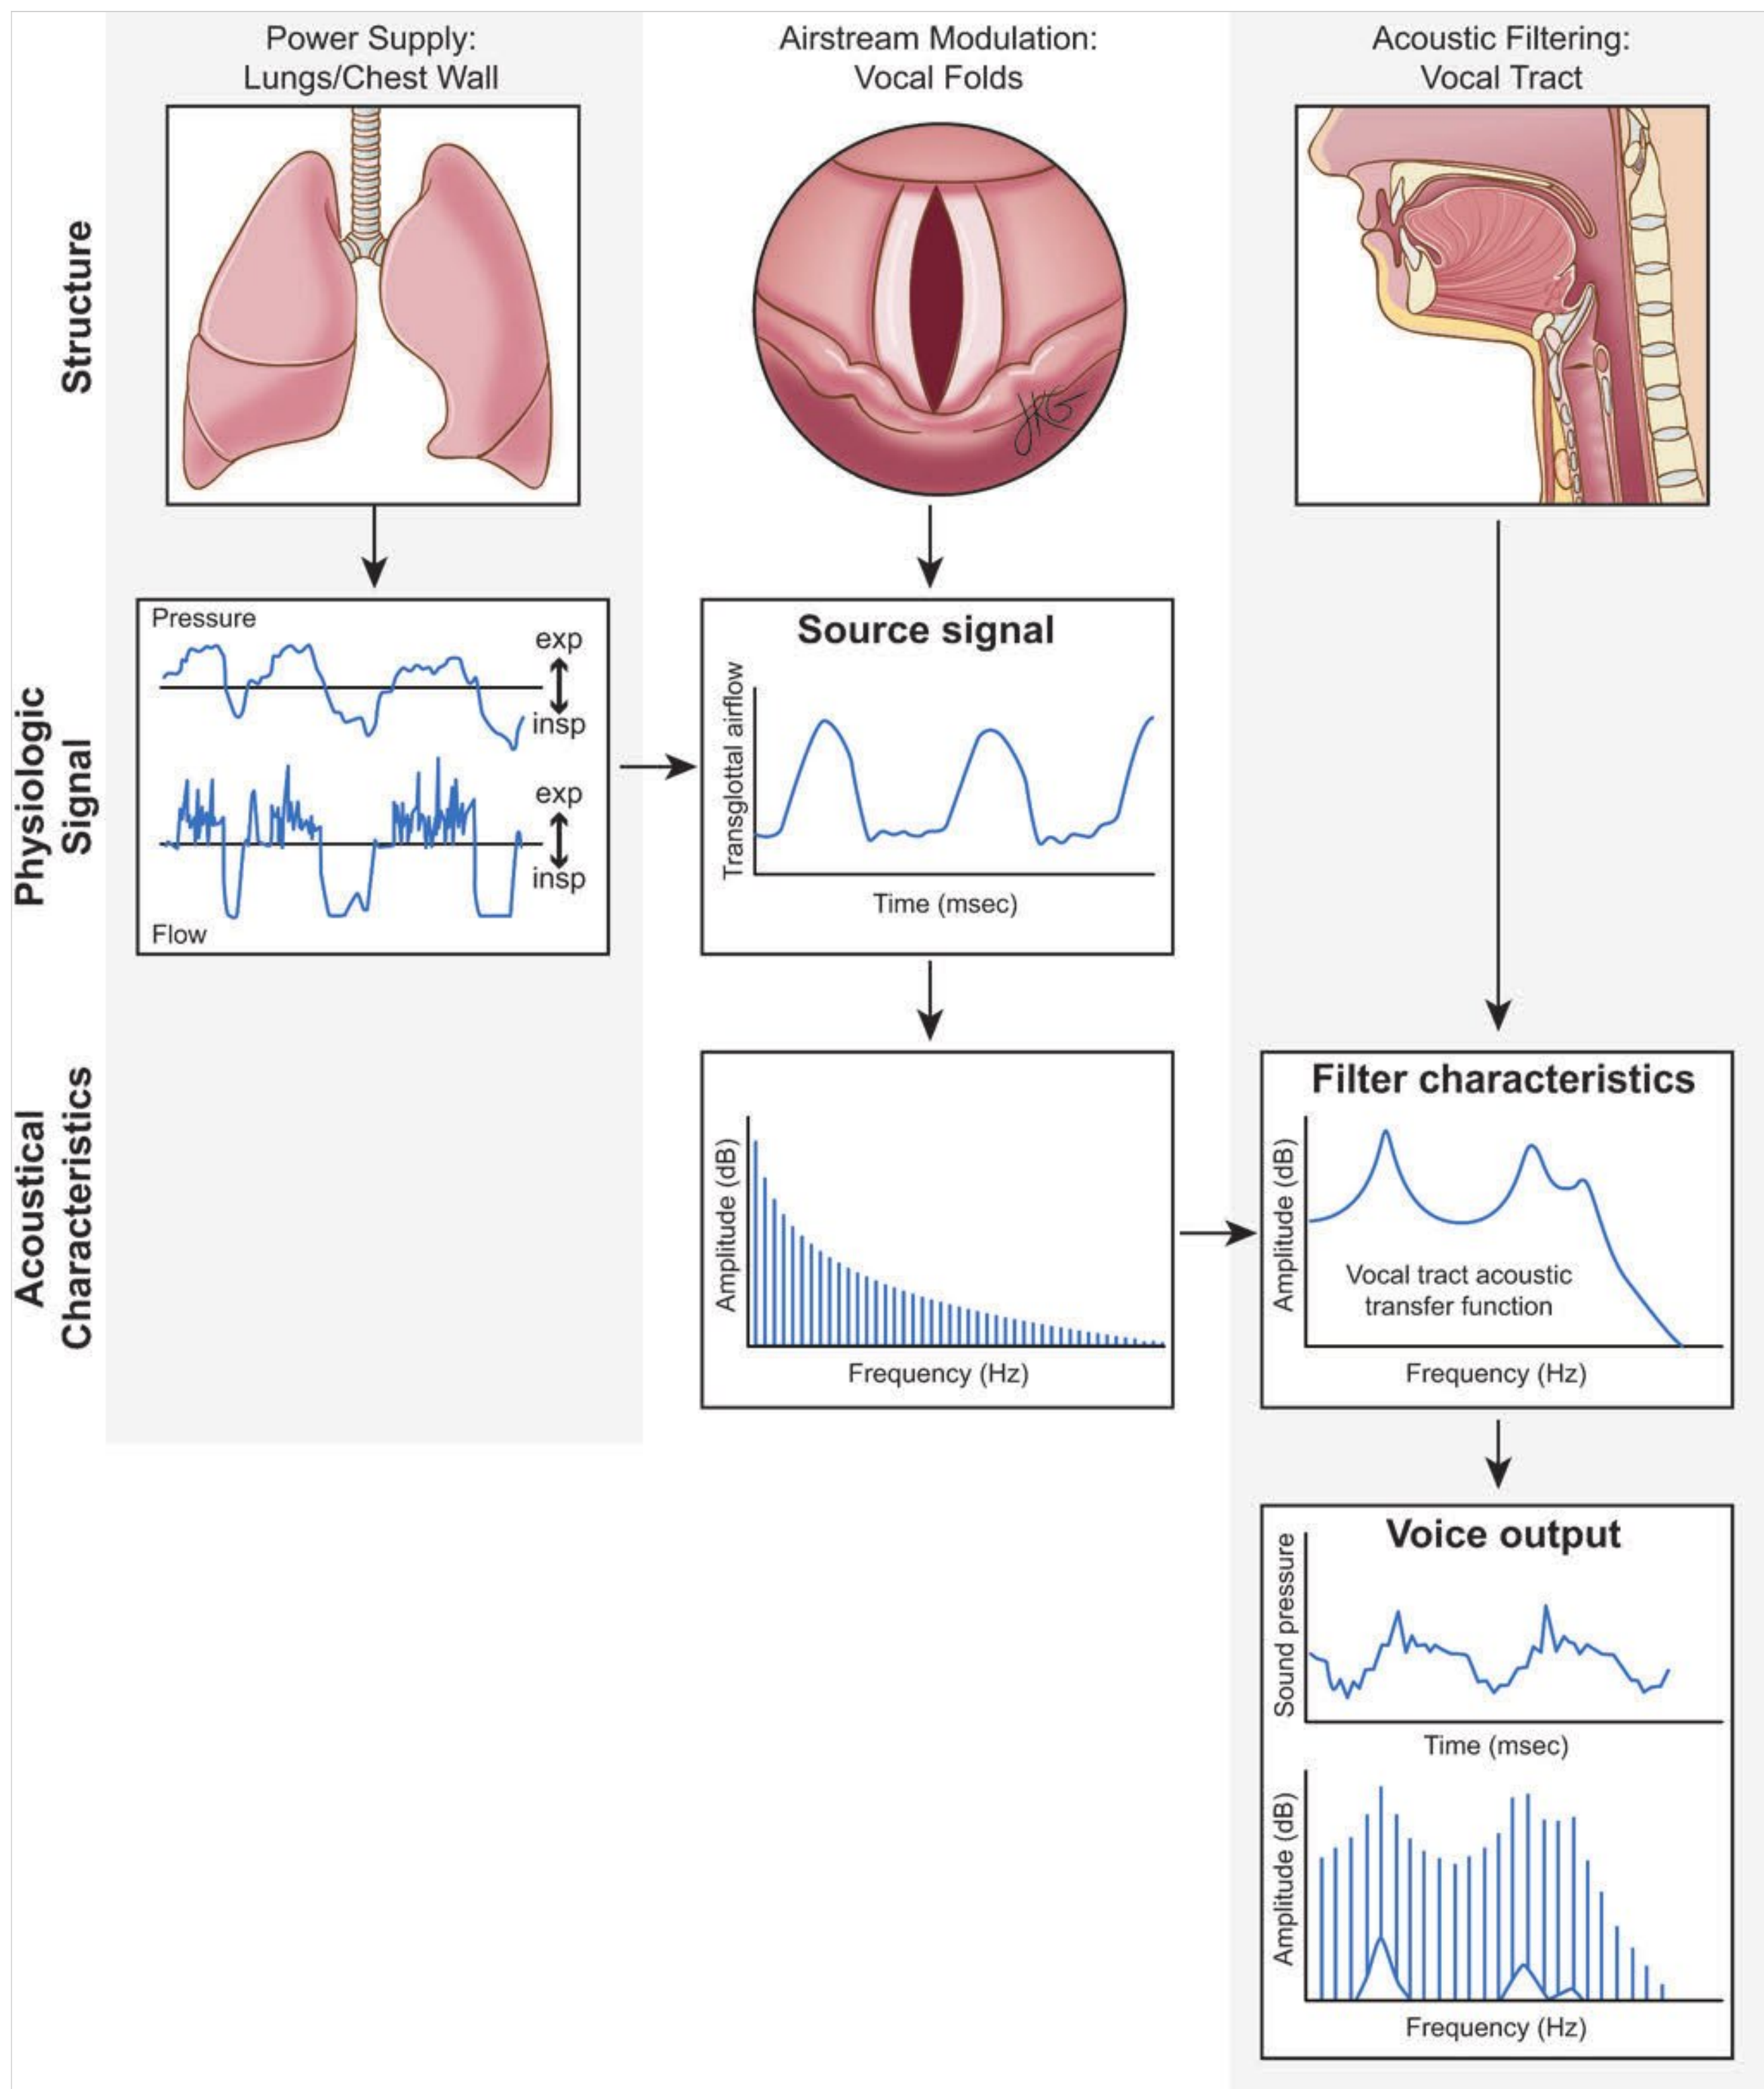 Power Supply:
Lungs/Chest Wall
Airstream Modulation:
Vocal Folds
Acoustic Filtering:
Vocal Tract
Structure
JKG
Physiologic
Signal
Pressure
exp
insp
exp
insp
Flow
Source signal
Transglottal airflow
Time (msec)
Acoustical
Characteristics
Amplitude (dB)
Frequency (Hz)
Filter characteristics
Amplitude (dB)
Vocal tract acoustic
transfer function
Frequency (Hz)
Voice output
Sound pressure
Time (msec)
Amplitude (dB)
Frequency (Hz)